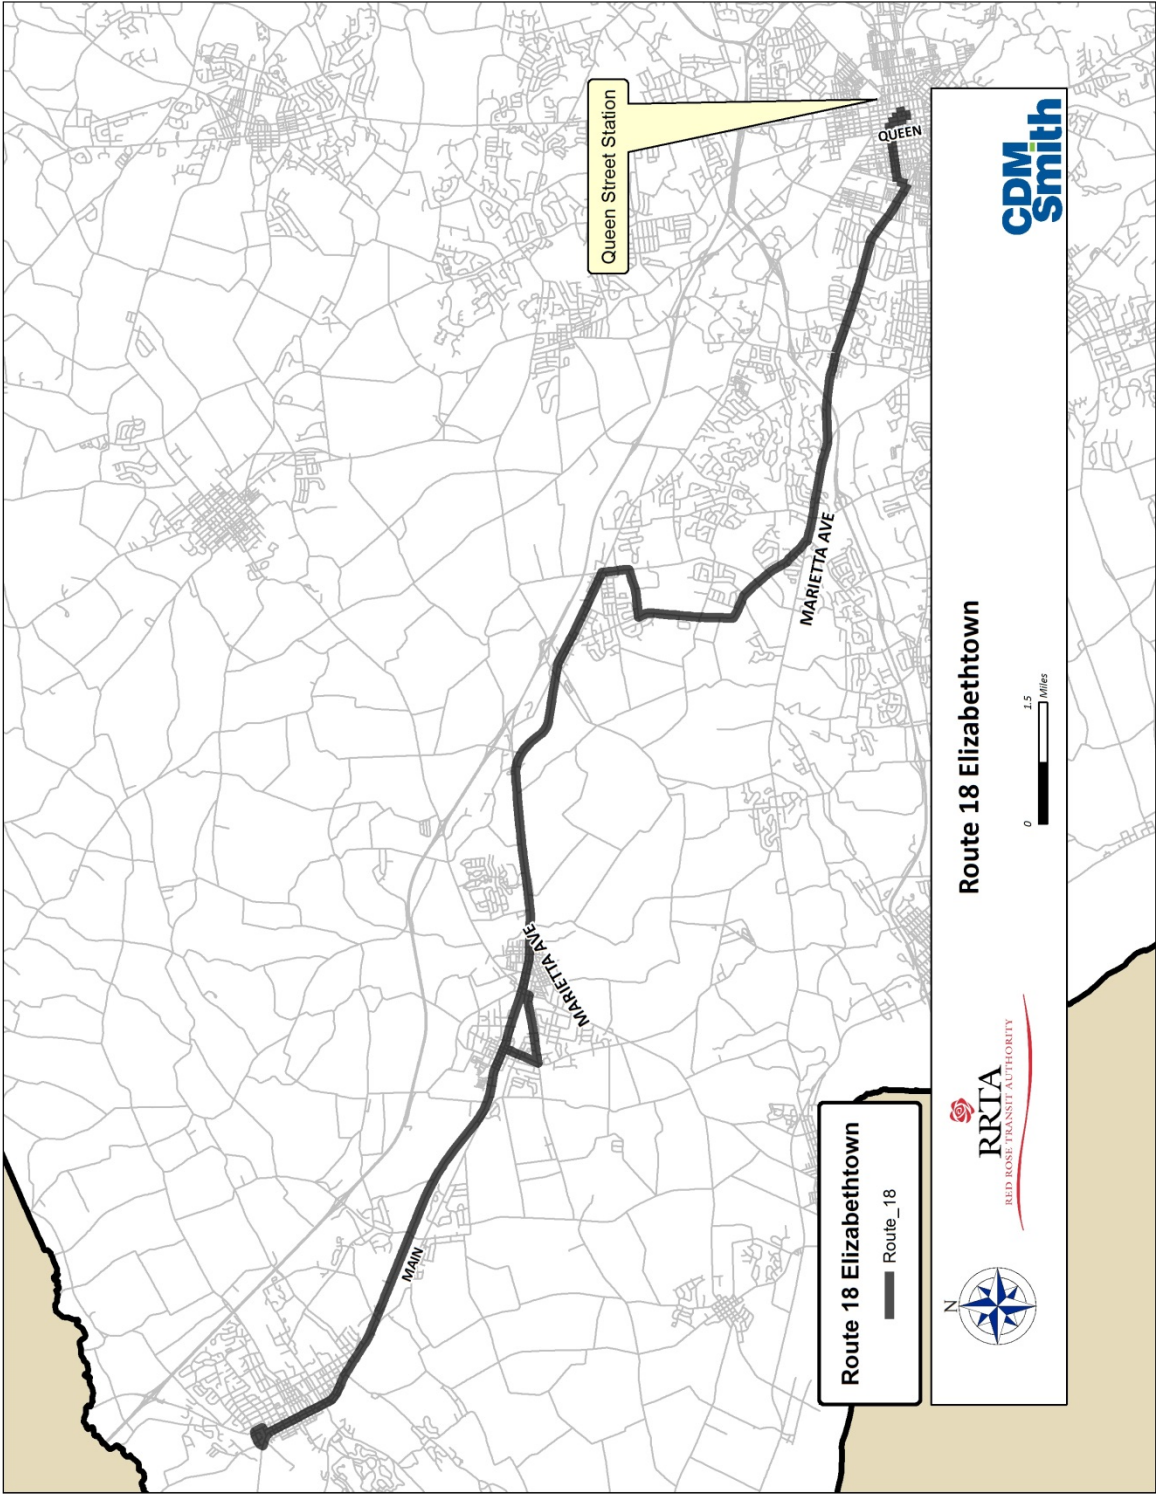 Queen Street Station
QUEEN
MARIETTA AVE
MARIETTA AVE
MAIN
Route 18 Elizabethtown
Route_18
N
RRTA
RED ROSE TRANSIT AUTHORITY
Route 18 Elizabethtown
0 1.5
Miles
CDM
Smith